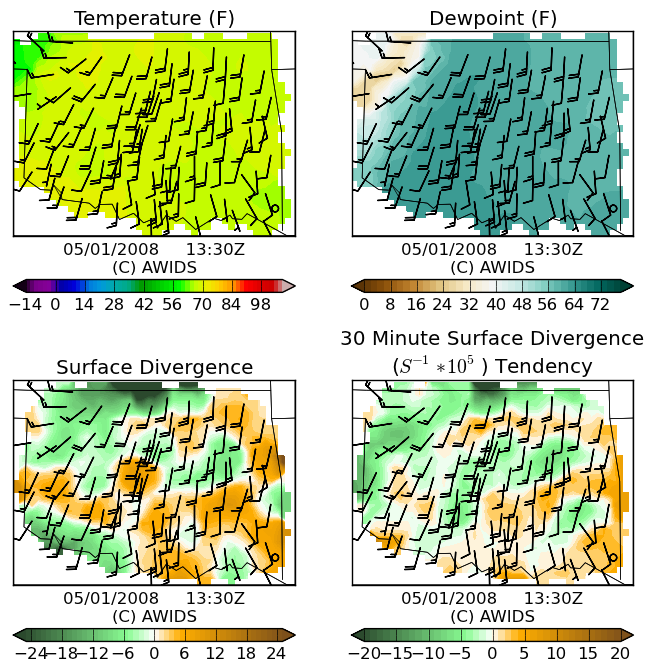 Temperature (F)
Dewpoint (F)
05/01/2008 13:30Z
(C) AWIDS
05/01/2008 13:30Z
(C) AWIDS
−14 0 14 28 42 56 70 84 98
0 8 16 24 32 40 48 56 64 72
Surface Divergence
30 Minute Surface Divergence
(S⁻¹ *10⁵ ) Tendency
05/01/2008 13:30Z
(C) AWIDS
05/01/2008 13:30Z
(C) AWIDS
−24 −18 −12 −6 0 6 12 18 24
−20 −15 −10 −5 0 5 10 15 20